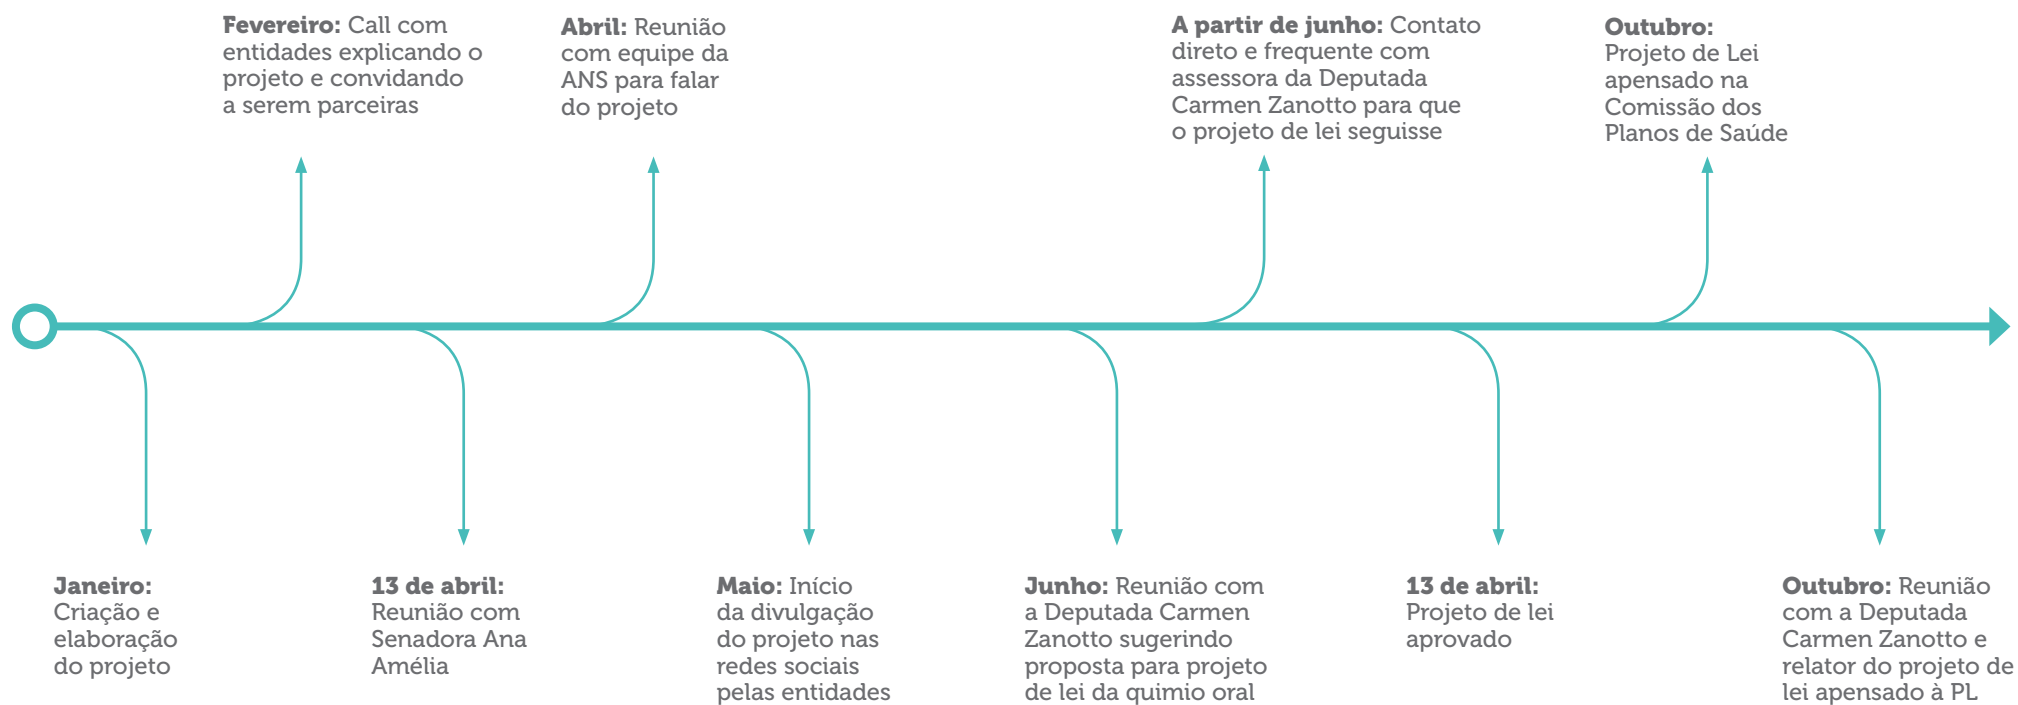 Fevereiro: Call com
entidades explicando o
projeto e convidando
a serem parceiras
Abril: Reunião
com equipe da
ANS para falar
do projeto
A partir de junho: Contato
direto e frequente com
assessora da Deputada
Carmen Zanotto para que
o projeto de lei seguisse
Outubro:
Projeto de Lei
apensado na
Comissão dos
Planos de Saúde
Janeiro:
Criação e
elaboração
do projeto
13 de abril:
Reunião com
Senadora Ana
Amélia
Maio: Início
da divulgação
do projeto nas
redes sociais
pelas entidades
Junho: Reunião com
a Deputada Carmen
Zanotto sugerindo
proposta para projeto
de lei da quimio oral
13 de abril:
Projeto de lei
aprovado
Outubro: Reunião
com a Deputada
Carmen Zanotto e
relator do projeto de
lei apensado à PL